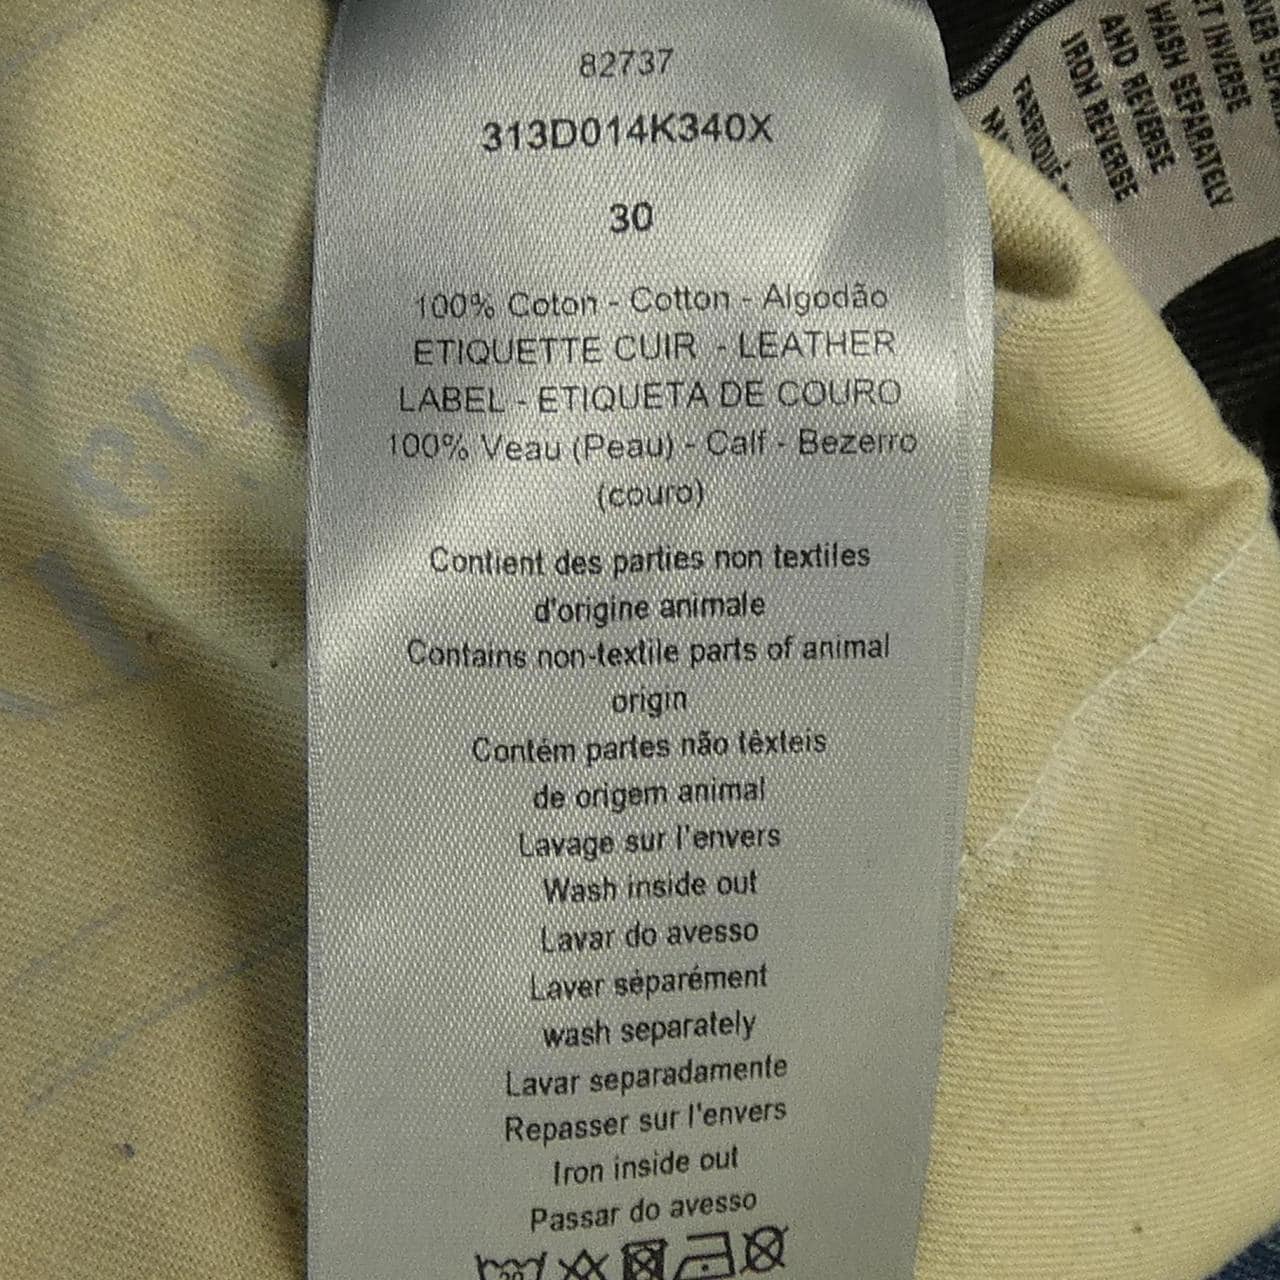 82737
313D014K340X
30
100% Coton - Cotton - Algodão
ETIQUETTE CUIR - LEATHER
LABEL - ETIQUETA DE COURO
100% Veau (Peau) - Calf - Bezerro
(couro)
Contient des parties non textiles
d'origine animale
Contains non-textile parts of animal
origin
Contém partes não têxteis
de origem animal
Lavage sur l'envers
Wash inside out
Lavar do avesso
Laver séparément
wash separately
Lavar separadamente
Repasser sur l'envers
Iron inside out
Passar do avesso
INVERSE
WASH SEPARATELY
AND REVERSE
IRON REVERSE